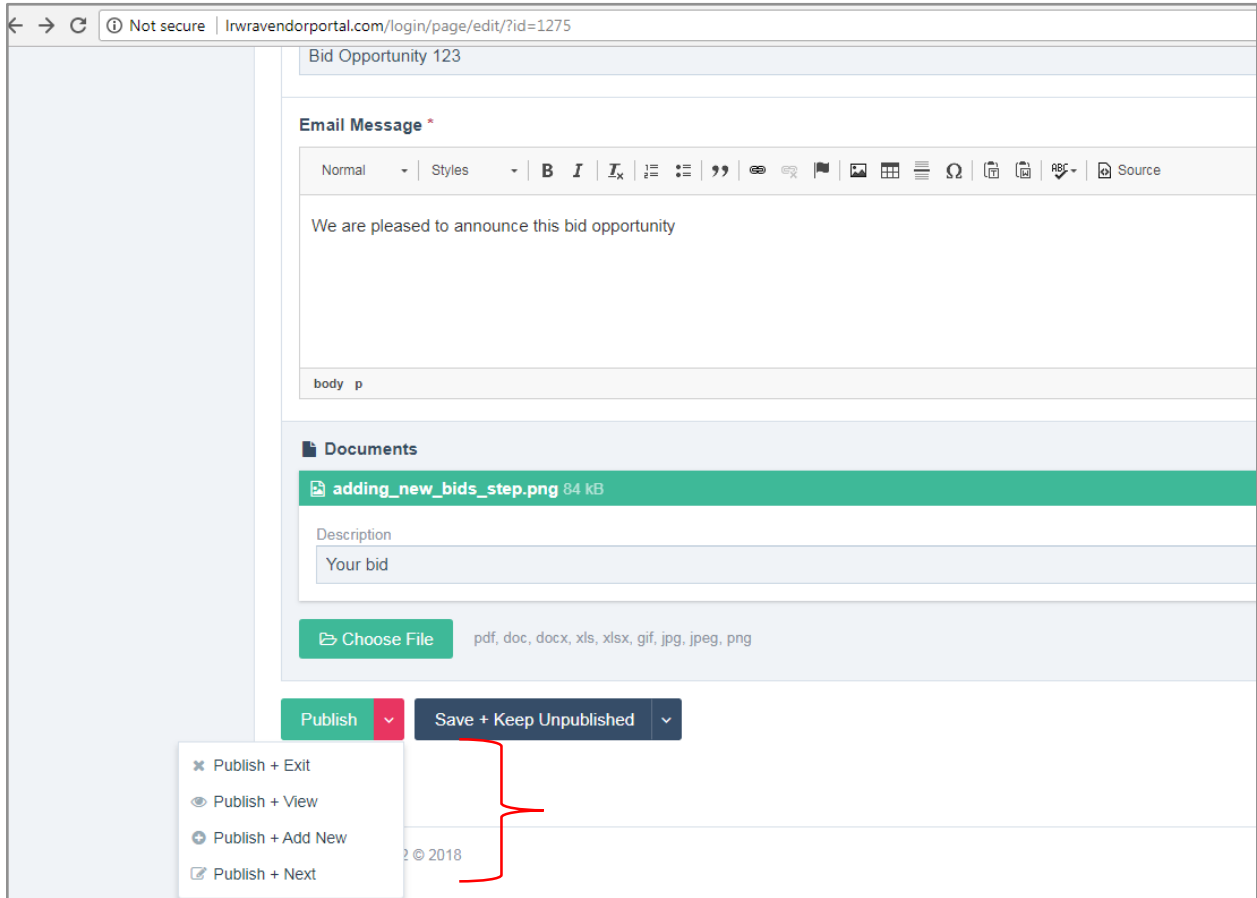 Not secure | lrwravendorportal.com/login/page/edit/?id=1275
Bid Opportunity 123
Email Message *
Normal Styles B I Tx Ω ABC Source
We are pleased to announce this bid opportunity
body p
Documents
adding_new_bids_step.png 84 kB
Description
Your bid
Choose File pdf, doc, docx, xls, xlsx, gif, jpg, jpeg, png
Publish Save + Keep Unpublished
Publish + Exit
Publish + View
Publish + Add New
2 © 2018
Publish + Next